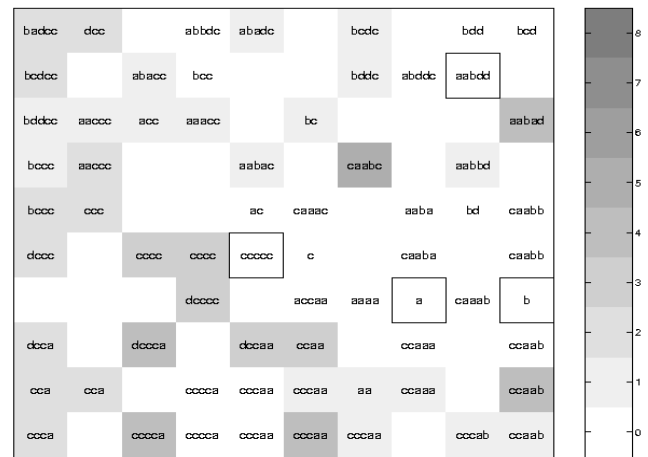 badcc dcc abbdc abadc bcdc bdd bcd
bcdcc abacc bcc bddc abddc aabdd
bddcc aaccc acc aaacc bc aabad
bccc aaccc aabac caabc aabbd
bccc ccc ac caaac aaba bd caabb
dccc cccc cccc ccccc c caaba caabb
dcccc accaa aaaa a caaab b
dcca dccca dccaa ccaa ccaaa ccaab
cca cca cccca cccaa cccaa aa ccaaa ccaab
ccca cccca cccca cccaa cccaa cccaa cccab ccaab
8
7
6
5
4
3
2
1
0